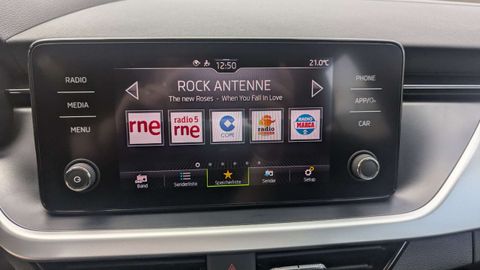 12:50
21.0°C
RADIO
MEDIA
MENU
ROCK ANTENNE
The new Roses - When You Fall In Love
PHONE
APP/
CAR
rne
radio 5
rne
COPE
radio
RADIO
MARCA
Band
Senderliste
Speicherliste
Sender
Setup